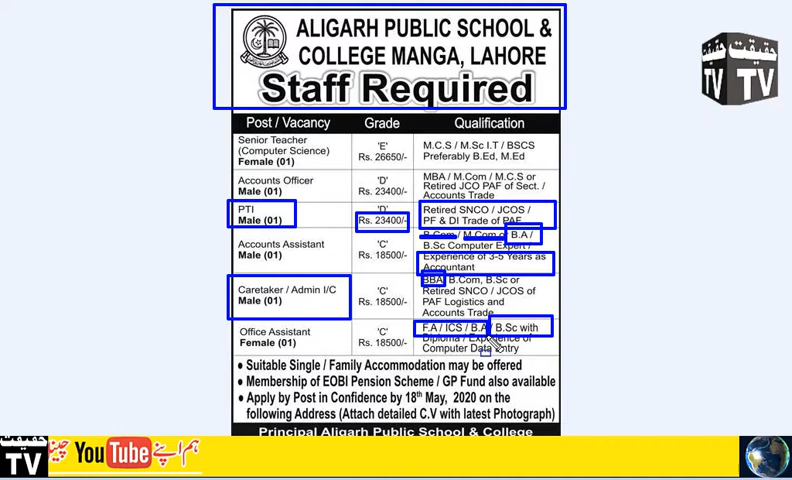 ALIGARH PUBLIC SCHOOL &
COLLEGE MANGA, LAHORE
Staff Required
Post / Vacancy Grade Qualification
Senior Teacher
(Computer Science)
Female (01)
'E'
Rs. 26650/-
M.C.S / M.Sc I.T / BSCS
Preferably B.Ed, M.Ed
Accounts Officer
Male (01)
'D'
Rs. 23400/-
MBA / M.Com / M.C.S or
Retired JCO PAF of Sect. /
Accounts Trade
PTI
Male (01)
'D'
Rs. 23400/-
Retired SNCO / JCOS /
PF & DI Trade of PAF
Accounts Assistant
Male (01)
'C'
Rs. 18500/-
B.Com / M.Com or B.A /
B.Sc Computer Expert /
Experience of 3-5 Years as
Accountant
Caretaker / Admin I/C
Male (01)
'C'
Rs. 18500/-
BBA/ B.Com, B.Sc or
Retired SNCO / JCOS of
PAF Logistics and
Accounts Trade
Office Assistant
Female (01)
'C'
Rs. 18500/-
F.A / ICS / B.A / B.Sc with
Diploma / Experience of
Computer Data Entry
• Suitable Single / Family Accommodation may be offered
• Membership of EOBI Pension Scheme / GP Fund also available
• Apply by Post in Confidence by 18th May, 2020 on the
following Address (Attach detailed C.V with latest Photograph)
Principal Aligarh Public School & College
حقیقت
TV
حقیقت
TV
حقیقت
TV
ہم اپنے YouTube چینل